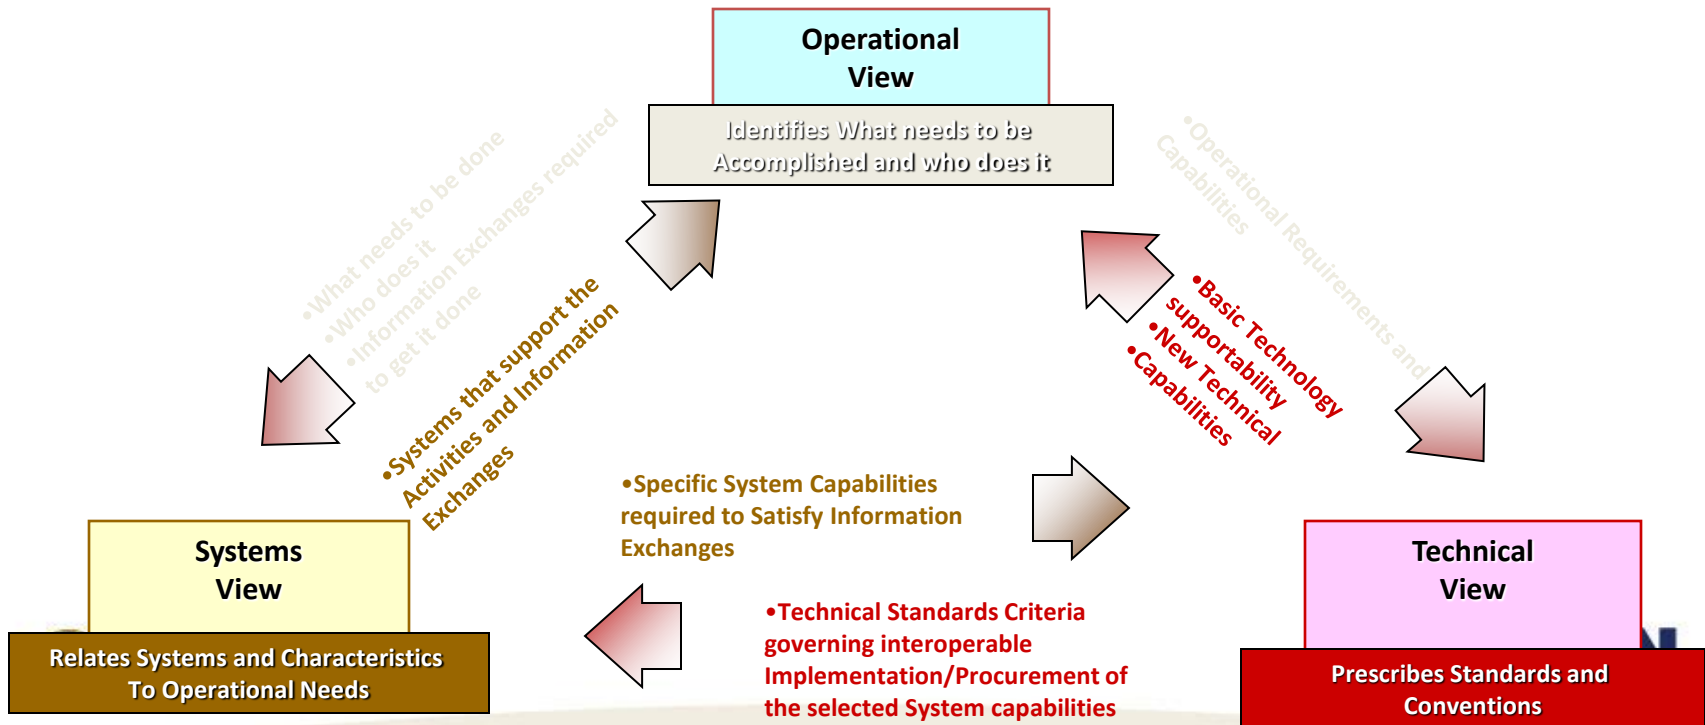 Operational
View
Identifies What needs to be
Accomplished and who does it
•What needs to be done
•Who does it
•Information Exchanges required
to get it done
•Systems that support the
Activities and Information
Exchanges
•Operational Requirements and
Capabilities
•Basic Technology
supportability
•New Technical
•Capabilities
•Specific System Capabilities
required to Satisfy Information
Exchanges
•Technical Standards Criteria
governing interoperable
Implementation/Procurement of
the selected System capabilities
Systems
View
Relates Systems and Characteristics
To Operational Needs
Technical
View
Prescribes Standards and
Conventions